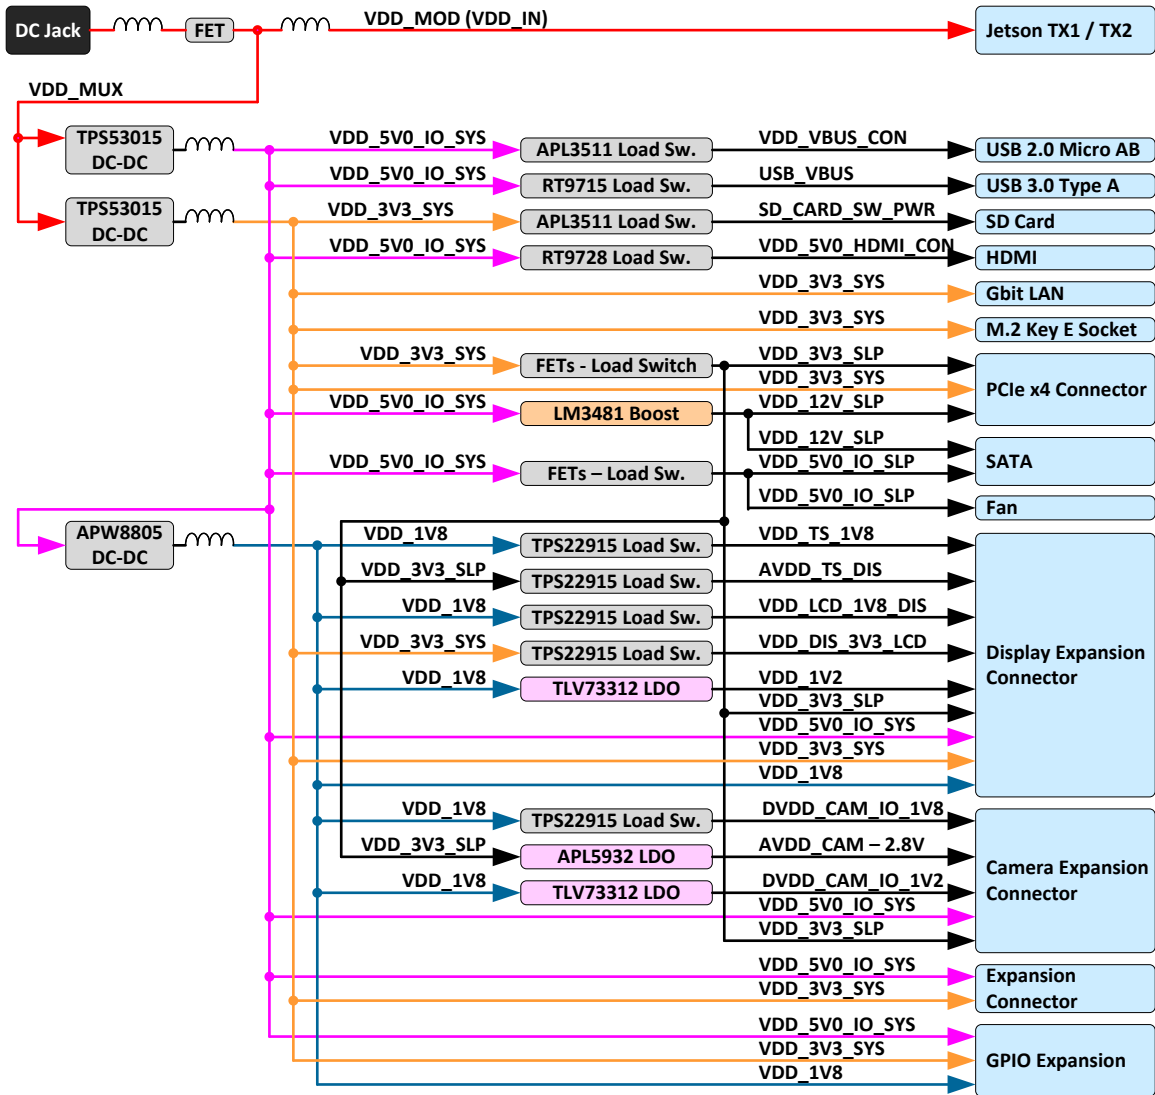 DC Jack
FET
VDD_MOD (VDD_IN)
Jetson TX1 / TX2
VDD_MUX
TPS53015
DC-DC
VDD_5V0_IO_SYS
APL3511 Load Sw.
VDD_VBUS_CON
USB 2.0 Micro AB
VDD_5V0_IO_SYS
RT9715 Load Sw.
USB_VBUS
USB 3.0 Type A
TPS53015
DC-DC
VDD_3V3_SYS
APL3511 Load Sw.
SD_CARD_SW_PWR
SD Card
VDD_5V0_IO_SYS
RT9728 Load Sw.
VDD_5V0_HDMI_CON
HDMI
VDD_3V3_SYS
Gbit LAN
VDD_3V3_SYS
M.2 Key E Socket
VDD_3V3_SYS
FETs - Load Switch
VDD_3V3_SLP
VDD_3V3_SYS
PCIe x4 Connector
VDD_5V0_IO_SYS
LM3481 Boost
VDD_12V_SLP
VDD_12V_SLP
SATA
VDD_5V0_IO_SYS
FETs – Load Sw.
VDD_5V0_IO_SLP
VDD_5V0_IO_SLP
Fan
APW8805
DC-DC
VDD_1V8
TPS22915 Load Sw.
VDD_TS_1V8
VDD_3V3_SLP
TPS22915 Load Sw.
AVDD_TS_DIS
VDD_1V8
TPS22915 Load Sw.
VDD_LCD_1V8_DIS
VDD_3V3_SYS
TPS22915 Load Sw.
VDD_DIS_3V3_LCD
Display Expansion
Connector
VDD_1V8
TLV73312 LDO
VDD_1V2
VDD_3V3_SLP
VDD_5V0_IO_SYS
VDD_3V3_SYS
VDD_1V8
VDD_1V8
TPS22915 Load Sw.
DVDD_CAM_IO_1V8
VDD_3V3_SLP
APL5932 LDO
AVDD_CAM – 2.8V
Camera Expansion
Connector
VDD_1V8
TLV73312 LDO
DVDD_CAM_IO_1V2
VDD_5V0_IO_SYS
VDD_3V3_SLP
VDD_5V0_IO_SYS
VDD_3V3_SYS
Expansion
Connector
VDD_5V0_IO_SYS
VDD_3V3_SYS
VDD_1V8
GPIO Expansion